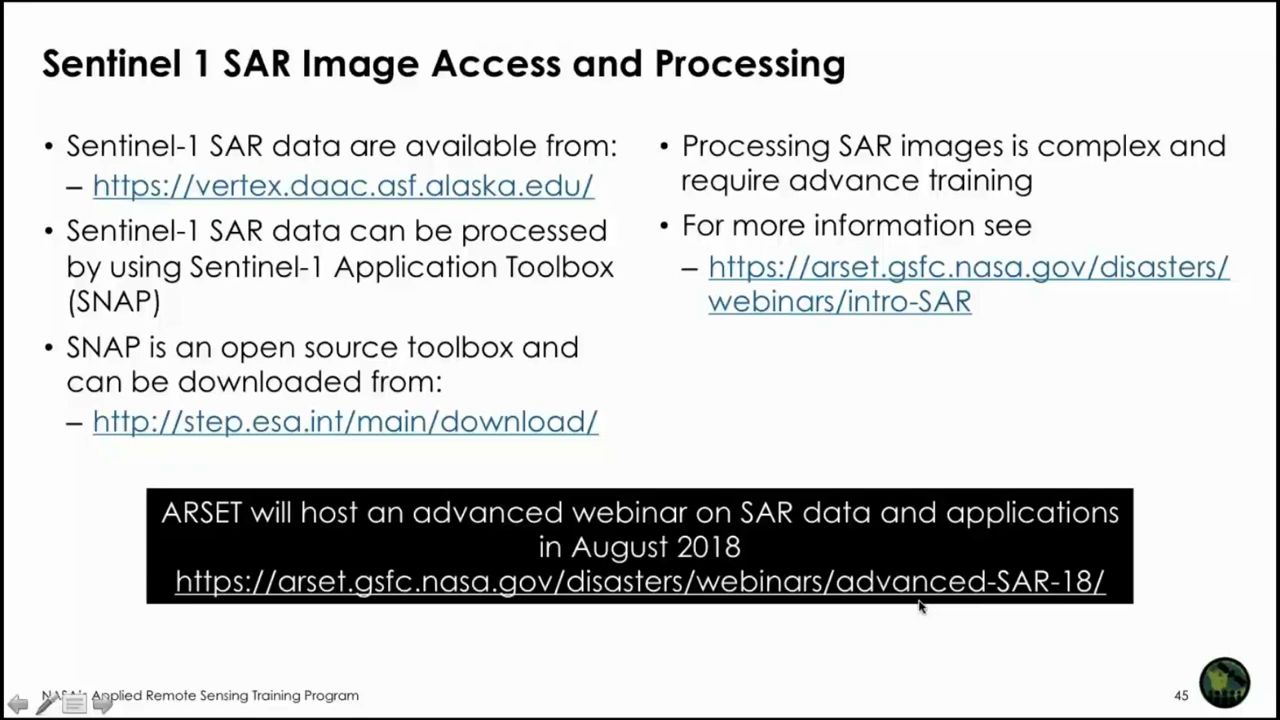 Sentinel 1 SAR Image Access and Processing
• Sentinel-1 SAR data are available from:
– https://vertex.daac.asf.alaska.edu/
• Sentinel-1 SAR data can be processed
by using Sentinel-1 Application Toolbox
(SNAP)
• SNAP is an open source toolbox and
can be downloaded from:
– http://step.esa.int/main/download/
• Processing SAR images is complex and
require advance training
• For more information see
– https://arset.gsfc.nasa.gov/disasters/
webinars/intro-SAR
ARSET will host an advanced webinar on SAR data and applications
in August 2018
https://arset.gsfc.nasa.gov/disasters/webinars/advanced-SAR-18/
NASA's Applied Remote Sensing Training Program
45